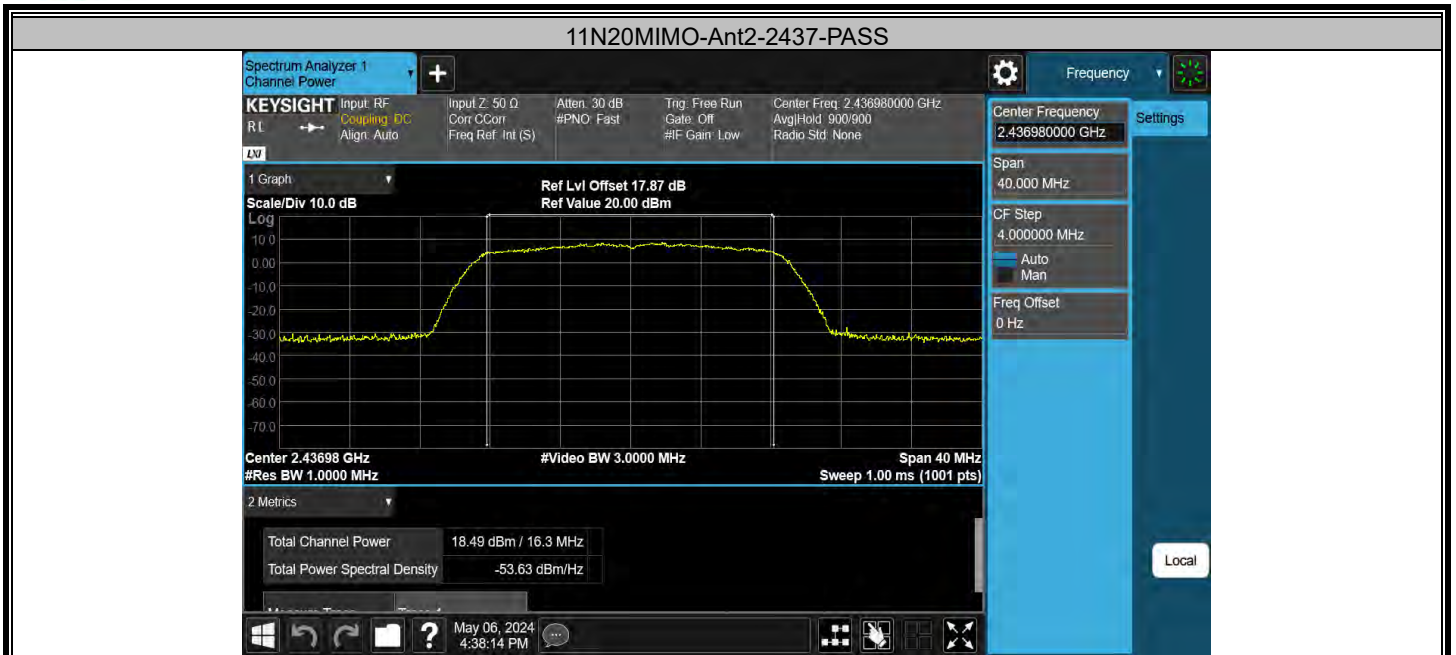 11N20MIMO-Ant2-2437-PASS
Spectrum Analyzer 1
Channel Power
+
Frequency
KEYSIGHT
Input: RF
Coupling: DC
Align: Auto
Input Z: 50 Ω
Corr CCorr
Freq Ref: Int (S)
Atten: 30 dB
#PNO: Fast
Trig: Free Run
Gate: Off
#IF Gain: Low
Center Freq: 2.436980000 GHz
Avg|Hold: 900/900
Radio Std: None
LXI
Center Frequency
2.436980000 GHz
Settings
Span
40.000 MHz
CF Step
4.000000 MHz
Auto
Man
Freq Offset
0 Hz
Local
1 Graph
Ref Lvl Offset 17.87 dB
Scale/Div 10.0 dB
Ref Value 20.00 dBm
Log
10.0
0.00
-10.0
-20.0
-30.0
-40.0
-50.0
-60.0
-70.0
Center 2.43698 GHz
#Video BW 3.0000 MHz
Span 40 MHz
#Res BW 1.0000 MHz
Sweep 1.00 ms (1001 pts)
2 Metrics
Total Channel Power 18.49 dBm / 16.3 MHz
Total Power Spectral Density -53.63 dBm/Hz
?
May 06, 2024
4:38:14 PM